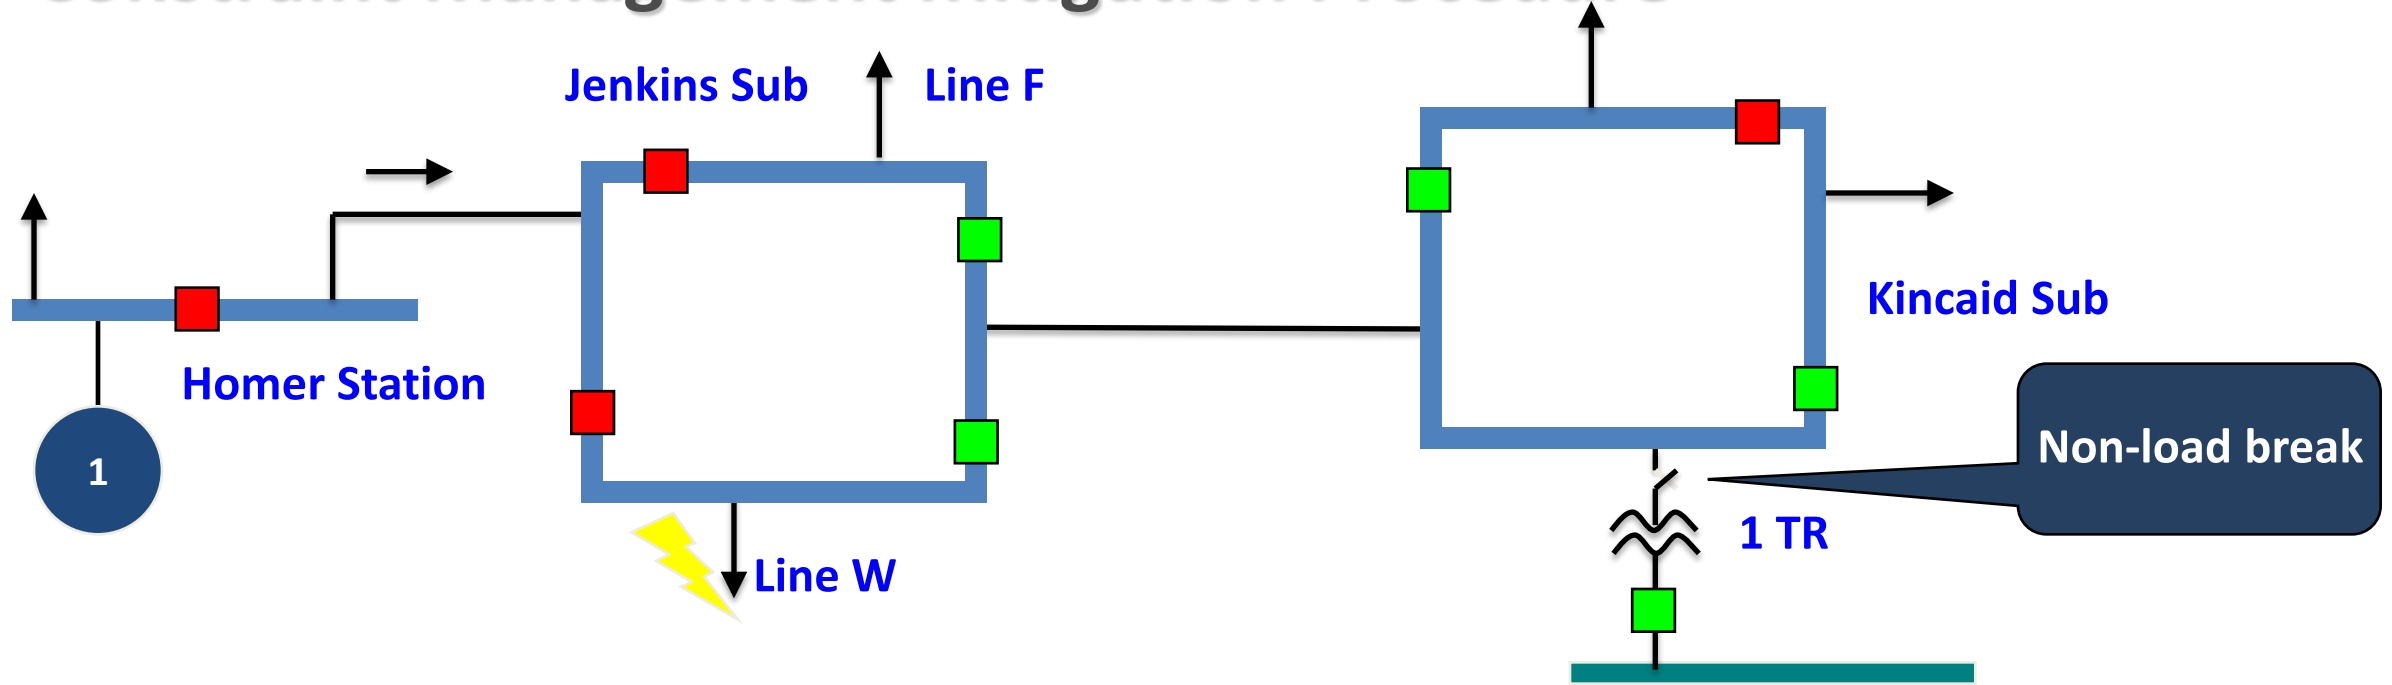 Jenkins Sub
Line F
Kincaid Sub
Homer Station
Non-load break
1
1 TR
Line W